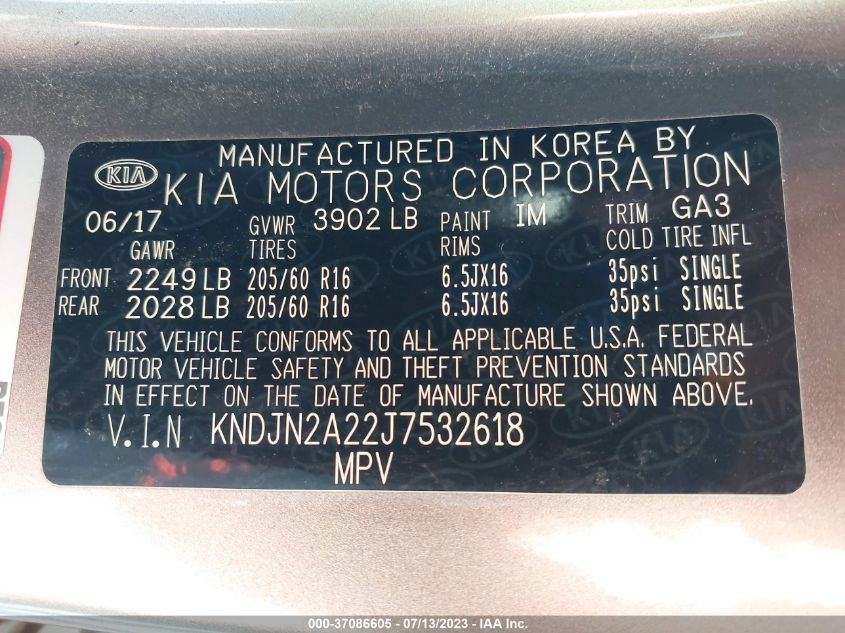 MANUFACTURED IN KOREA BY
KIA KIA MOTORS CORPORATION
06/17 GVWR 3902 LB PAINT IM TRIM GA3
GAWR TIRES RIMS COLD TIRE INFL
FRONT 2249 LB 205/60 R16 6.5JX16 35psi SINGLE
REAR 2028 LB 205/60 R16 6.5JX16 35psi SINGLE
THIS VEHICLE CONFORMS TO ALL APPLICABLE U.S.A. FEDERAL
MOTOR VEHICLE SAFETY AND THEFT PREVENTION STANDARDS
IN EFFECT ON THE DATE OF MANUFACTURE SHOWN ABOVE.
V.I.N KNDJN2A22J7532618
MPV
000-37086605 - 07/13/2023 - IAA Inc.